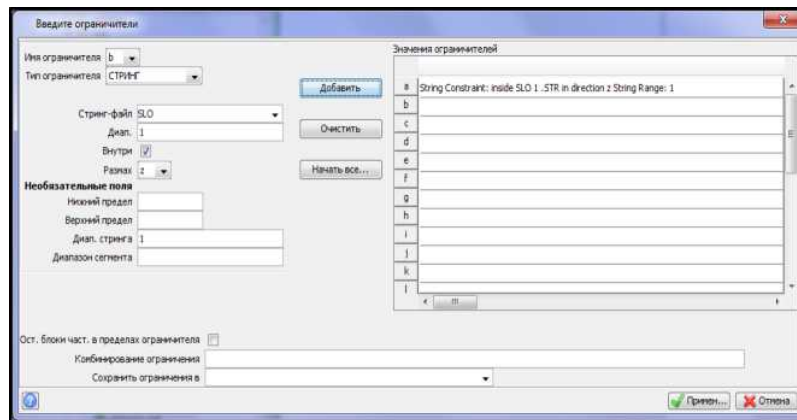 Введите ограничители
Имя ограничителя b
Тип ограничителя СТРИНГ
Стринг-файл SLO
Диап. 1
Внутри
Размах z
Необязательные поля
Нижний предел
Верхний предел
Диап. стринга 1
Диапазон сегмента
Добавить
Очистить
Начать все...
Значения ограничителей
a String Constraint: inside SLO 1 .STR in direction z String Range: 1
b
c
d
e
f
g
h
i
j
k
l
Ост. блоки част. в пределах ограничителя
Комбинирование ограничения
Сохранить ограничения в
Примен...
Отмена